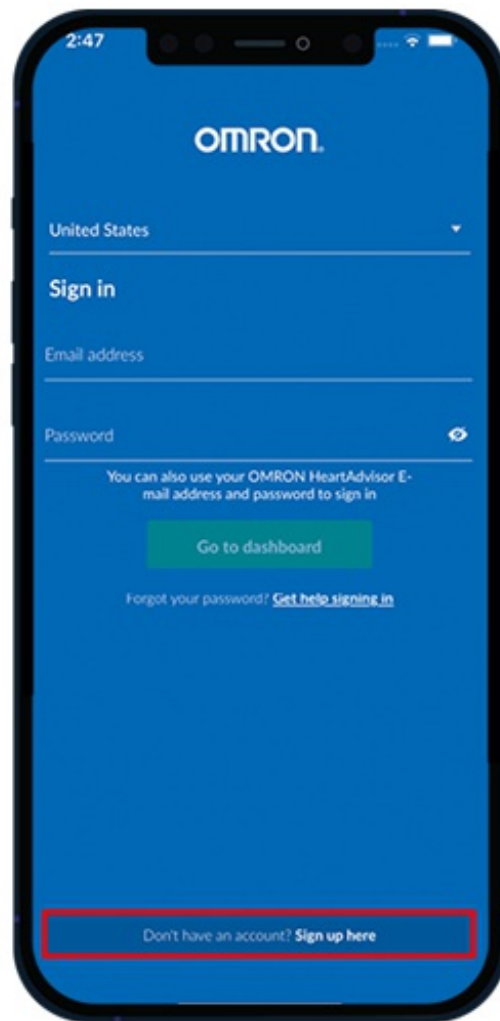 2:47
OMRON.
United States
Sign in
Email address
Password
You can also use your OMRON HeartAdvisor E-
mail address and password to sign in
Go to dashboard
Forgot your password? Get help signing in
Don't have an account? Sign up here